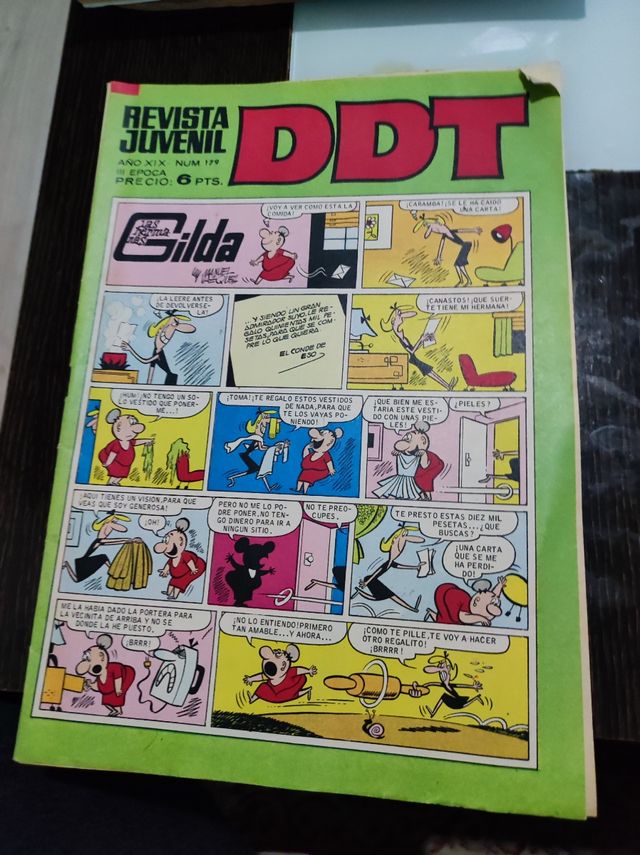 REVISTA
JUVENIL
DDT
AÑO XIX- NUM 179
III EPOCA
PRECIO: 6 PTS.
Las
herma
nas
Gilda
by MANUEL
VAZQUEZ
¡VOY A VER COMO ESTA LA
COMIDA!
¡CARAMBA!¡SE LE HA CAIDO
UNA CARTA!
¡LA LEERE ANTES
DE DEVOLVERSE-
LA!
Y SIENDO UN GRAN
ADMIRADOR SUYO, LE RE-
GALO QUINIENTAS MIL PE-
SETAS, PARA QUE SE COM-
PRE LO QUE QUIERA.
EL CONDE DE
ESO
¡CANASTOS! ¡QUE SUER-
TE TIENE MI HERMANA!
¡HUM! ¡NO TENGO UN SO-
LO VESTIDO QUE PONER-
ME...!
¡TOMA! ¡TE REGALO ESTOS VESTIDOS
DE NADA, PARA QUE
TE LOS VAYAS PO-
NIENDO!
¡QUE BIEN ME ES-
TARIA ESTE VESTI-
DO CON UNAS PIE-
LES!
¿PIELES?
¡AQUI TIENES UN VISION, PARA QUE
VEAS QUE SOY GENEROSA!
¡OH!
PERO NO ME LO PO-
DRE PONER, NO TEN-
GO DINERO PARA IR A
NINGUN SITIO.
NO TE PREO-
CUPES.
TE PRESTO ESTAS DIEZ MIL
PESETAS...¿QUE
BUSCAS?
¡UNA CARTA
QUE SE ME
HA PERDI-
DO!
ME LA HABIA DADO LA PORTERA PARA
LA VECINITA DE ARRIBA Y NO SE
DONDE LA HE PUESTO.
¡BRRR!
¡NO LO ENTIENDO! PRIMERO
TAN AMABLE...Y AHORA...
¡COMO TE PILLE, TE VOY A HACER
OTRO REGALITO!
¡BRRRR!